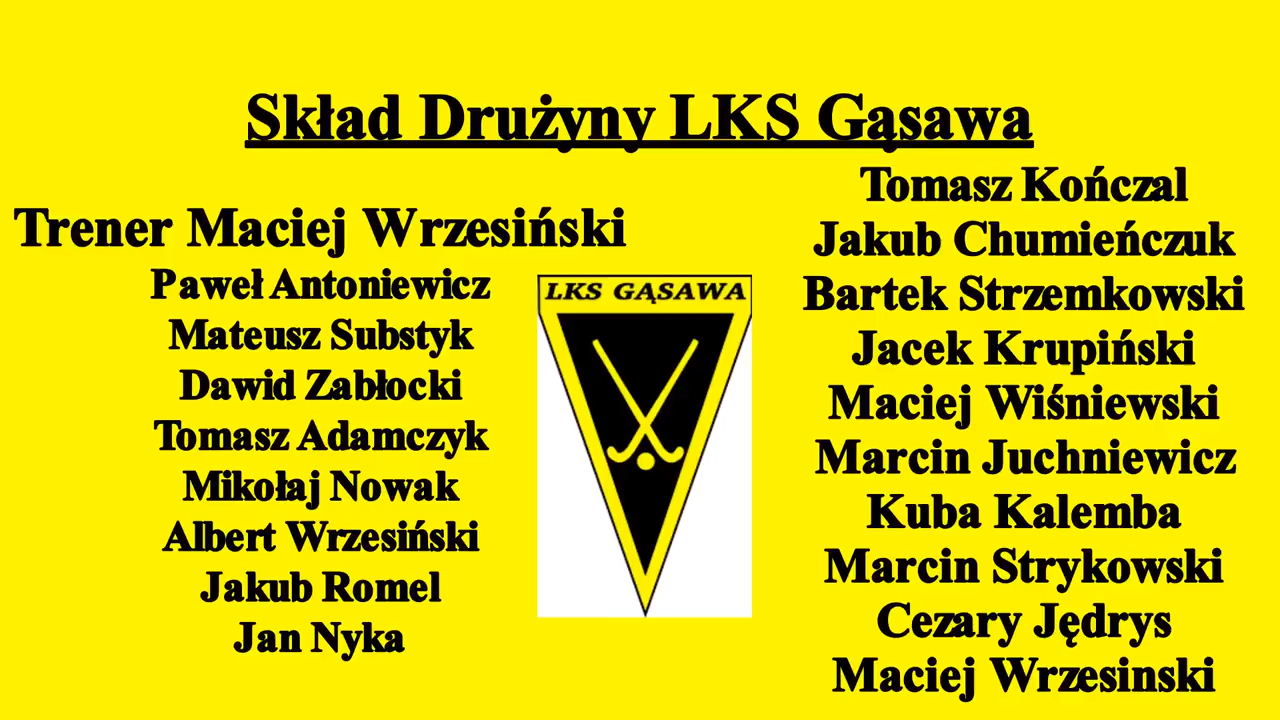 Skład Drużyny LKS Gąsawa
Trener Maciej Wrzesiński
Paweł Antoniewicz
Mateusz Substyk
Dawid Zabłocki
Tomasz Adamczyk
Mikołaj Nowak
Albert Wrzesiński
Jakub Romel
Jan Nyka
LKS GĄSAWA
Tomasz Kończal
Jakub Chumieńczuk
Bartek Strzemkowski
Jacek Krupiński
Maciej Wiśniewski
Marcin Juchniewicz
Kuba Kalemba
Marcin Strykowski
Cezary Jędrys
Maciej Wrzesinski